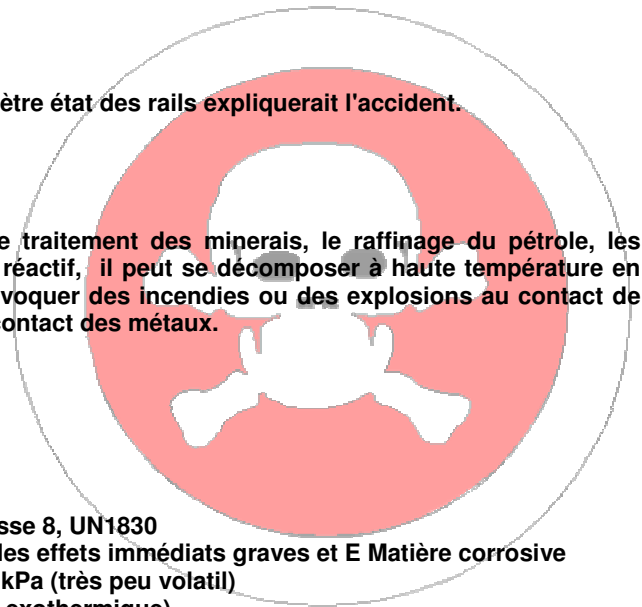 ètre état des rails expliquerait l'accident.
e traitement des minerais, le raffinage du pétrole, les
réactif, il peut se décomposer à haute température en
voquer des incendies ou des explosions au contact de
contact des métaux.
sse 8, UN1830
les effets immédiats graves et E Matière corrosive
kPa (très peu volatil)
exothermique)